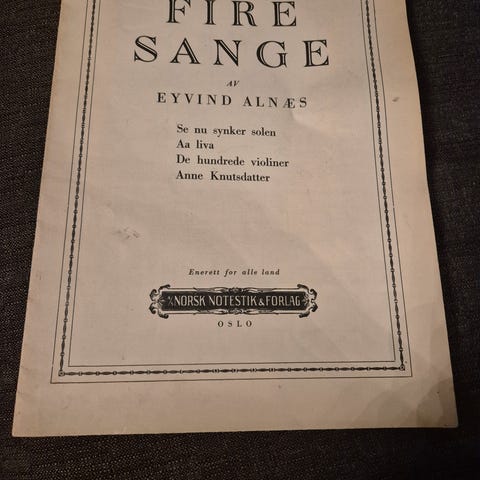 FIRE
SANGE
AV
EYVIND ALNÆS
Se nu synker solen
Aa liva
De hundrede violiner
Anne Knutsdatter
Enerett for alle land
A/S NORSK NOTESTIK & FORLAG
OSLO